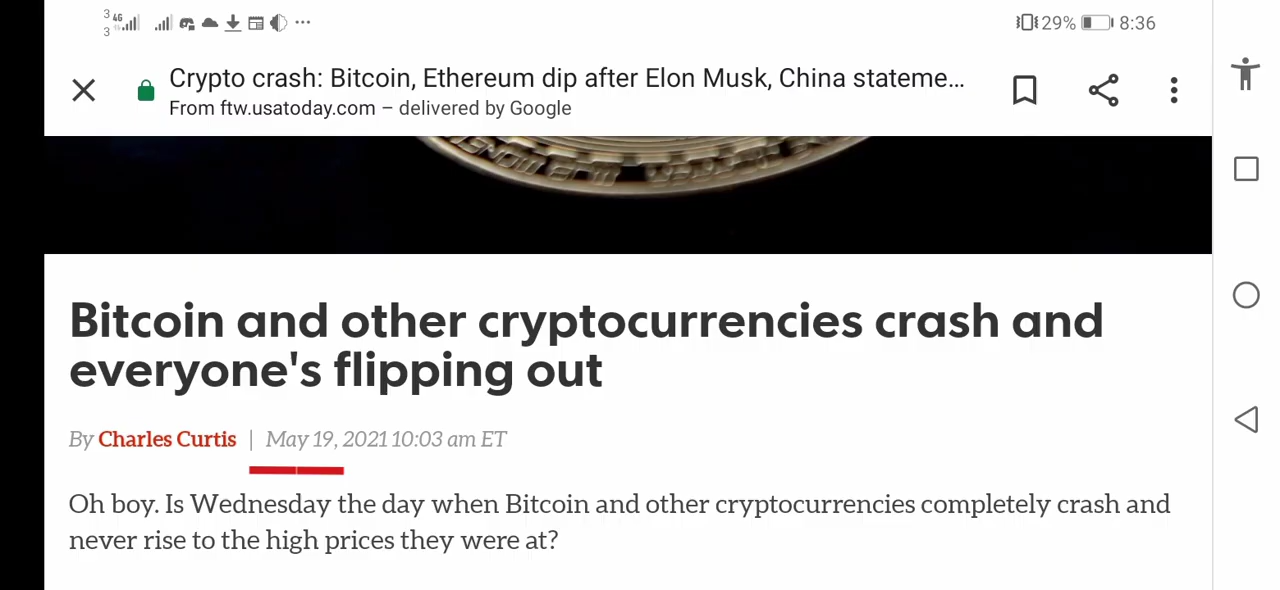 3 4G
3
29% 8:36
Crypto crash: Bitcoin, Ethereum dip after Elon Musk, China stateme...
From ftw.usatoday.com – delivered by Google
Bitcoin and other cryptocurrencies crash and
everyone's flipping out
By Charles Curtis | May 19, 2021 10:03 am ET
Oh boy. Is Wednesday the day when Bitcoin and other cryptocurrencies completely crash and
never rise to the high prices they were at?